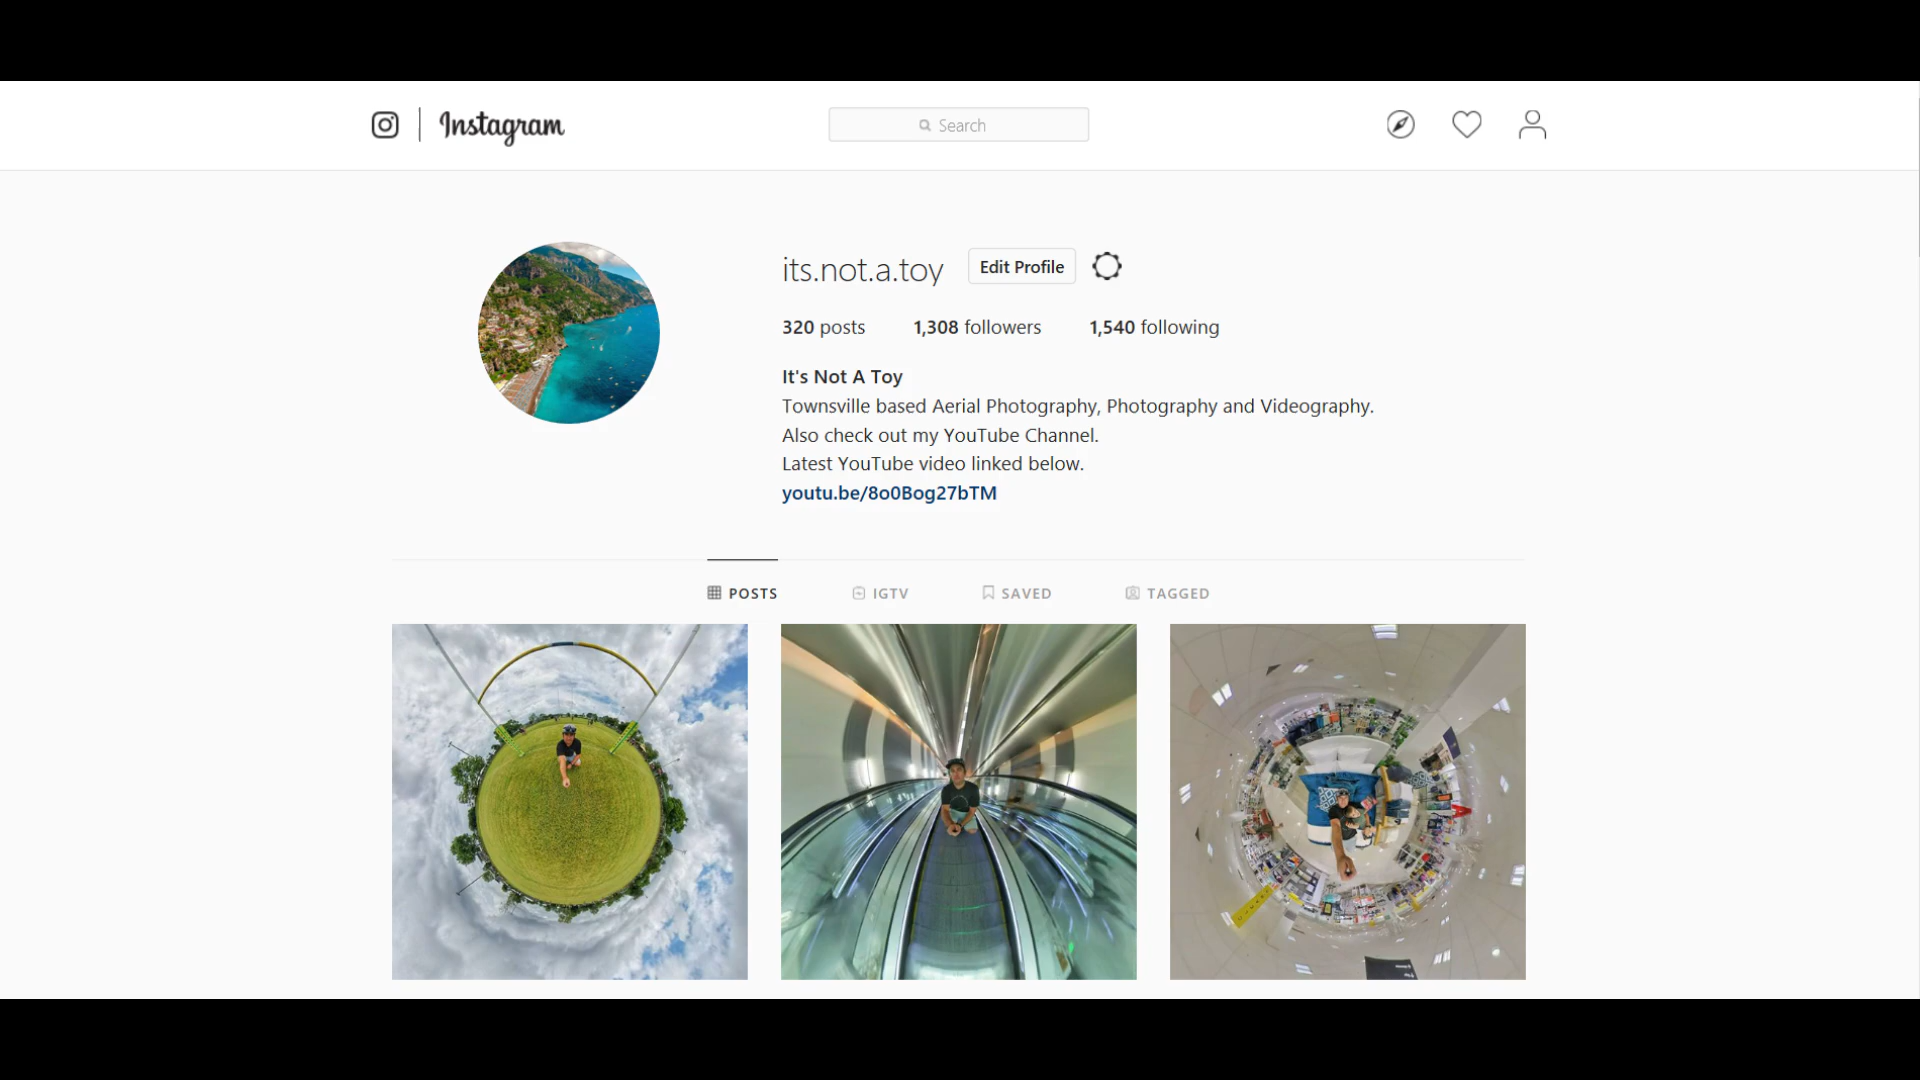 Instagram
Search
its.not.a.toy Edit Profile
320 posts 1,308 followers 1,540 following
It's Not A Toy
Townsville based Aerial Photography, Photography and Videography.
Also check out my YouTube Channel.
Latest YouTube video linked below.
youtu.be/8o0Bog27bTM
POSTS IGTV SAVED TAGGED